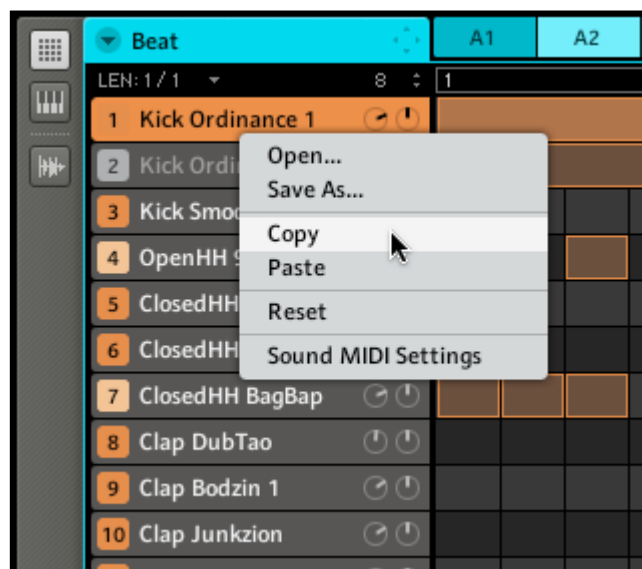 Beat A1 A2
LEN: 1 / 1 8 1
1 Kick Ordinance 1
2 Kick Ordi
3 Kick Smoo
4 OpenHH
5 ClosedHH
6 ClosedHH
7 ClosedHH BagBap
8 Clap DubTao
9 Clap Bodzin 1
10 Clap Junkzion
Open...
Save As...
Copy
Paste
Reset
Sound MIDI Settings